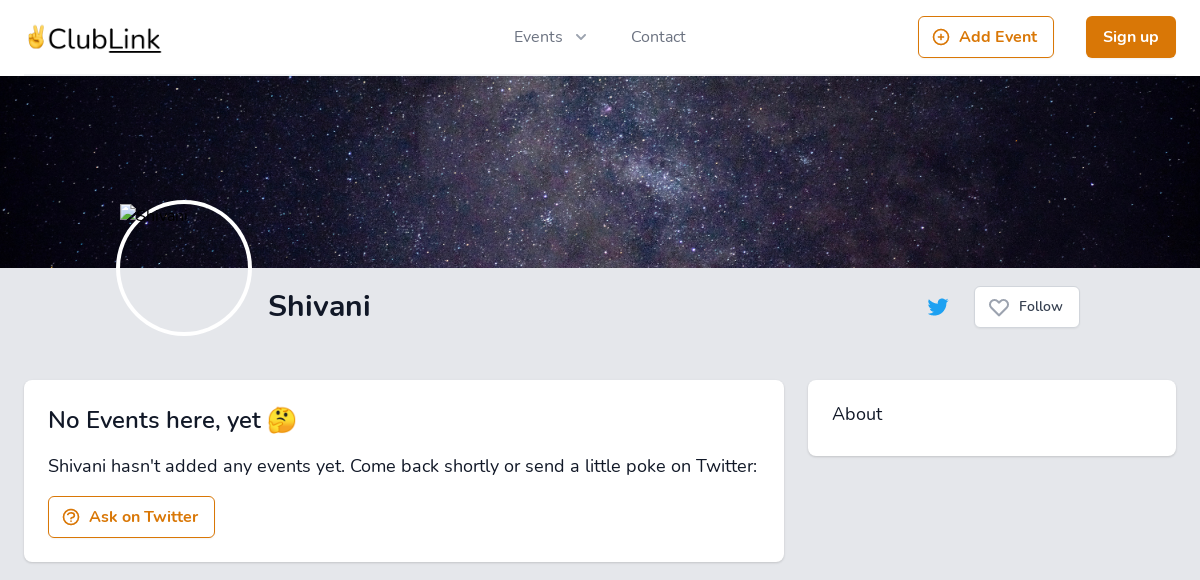 ✌ClubLink
Events
Contact
Add Event
Sign up
Shivani
Follow
No Events here, yet 🤔
Shivani hasn't added any events yet. Come back shortly or send a little poke on Twitter:
Ask on Twitter
About